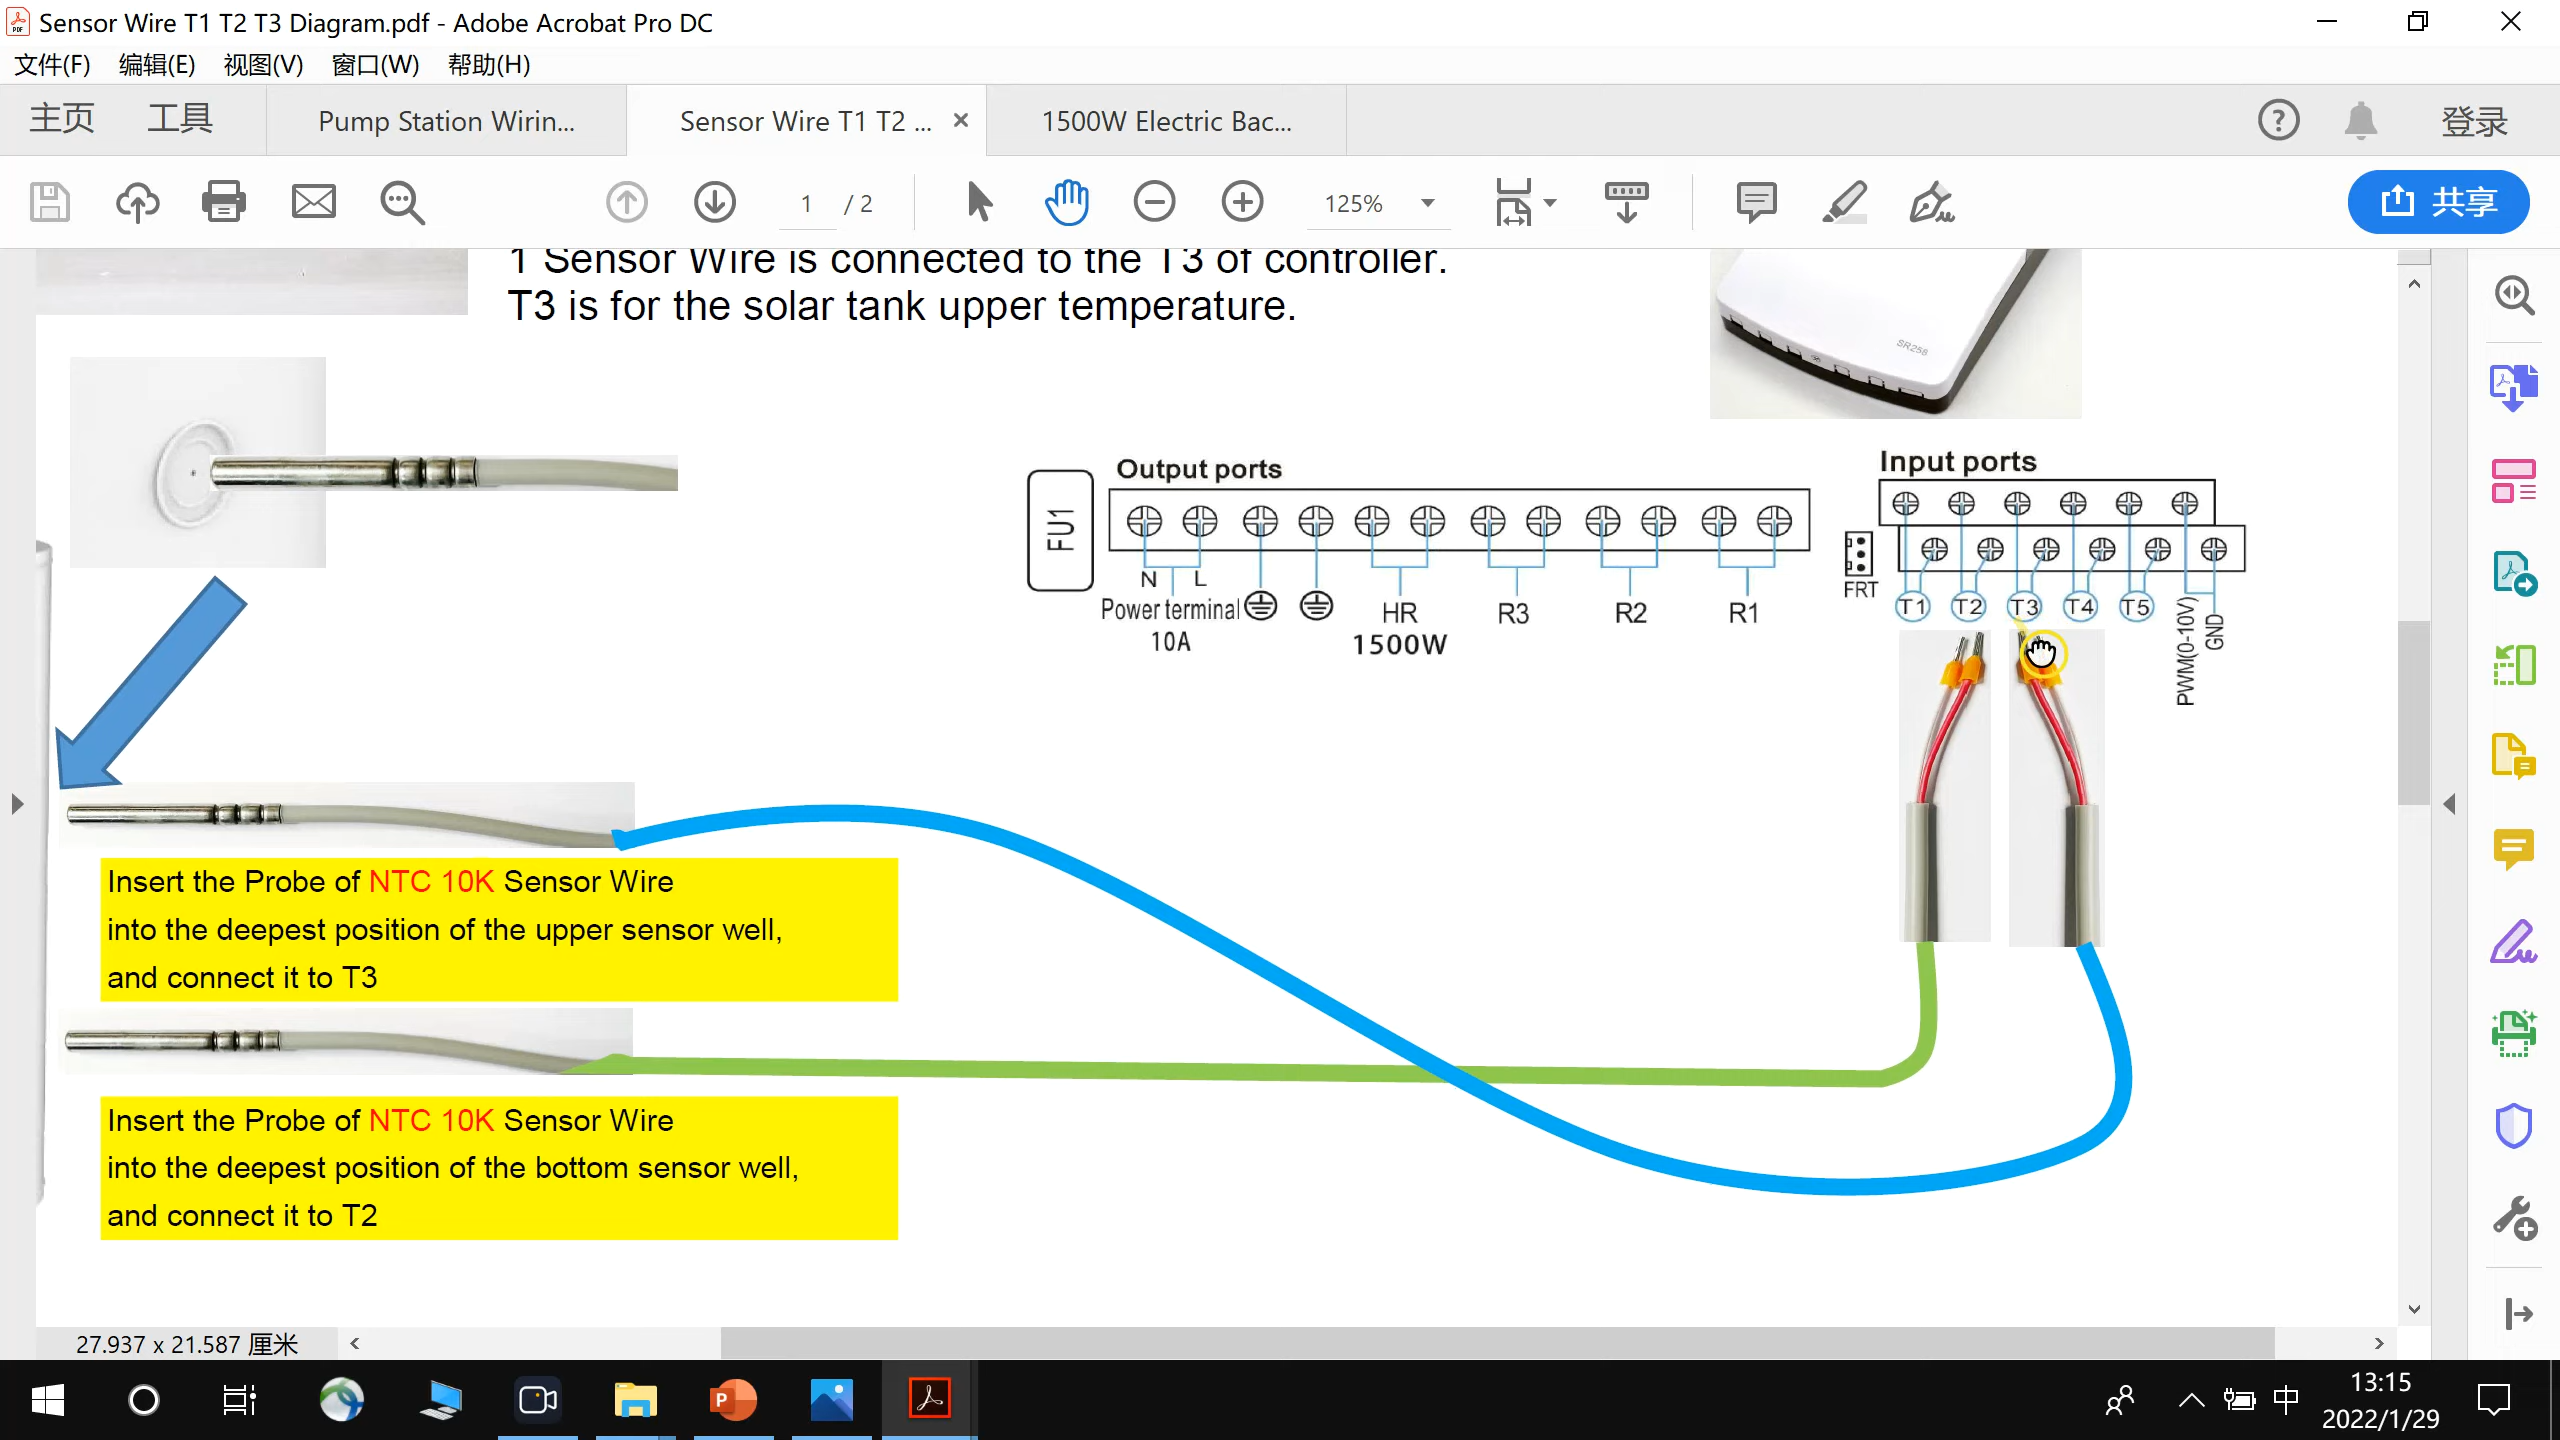 Sensor Wire T1 T2 T3 Diagram.pdf - Adobe Acrobat Pro DC
文件(F) 编辑(E) 视图(V) 窗口(W) 帮助(H)
主页 工具 Pump Station Wirin... Sensor Wire T1 T2 ... × 1500W Electric Bac... 登录
1 / 2 125% 共享
1 Sensor Wire is connected to the T3 of controller.
T3 is for the solar tank upper temperature.
SR258
Output ports
Input ports
FU1
FRT
N L
Power terminal
10A
HR
1500W
R3
R2
R1
T1 T2 T3 T4 T5
PWM(0-10V)
GND
Insert the Probe of NTC 10K Sensor Wire
into the deepest position of the upper sensor well,
and connect it to T3
Insert the Probe of NTC 10K Sensor Wire
into the deepest position of the bottom sensor well,
and connect it to T2
27.937 x 21.587 厘米
中
13:15
2022/1/29